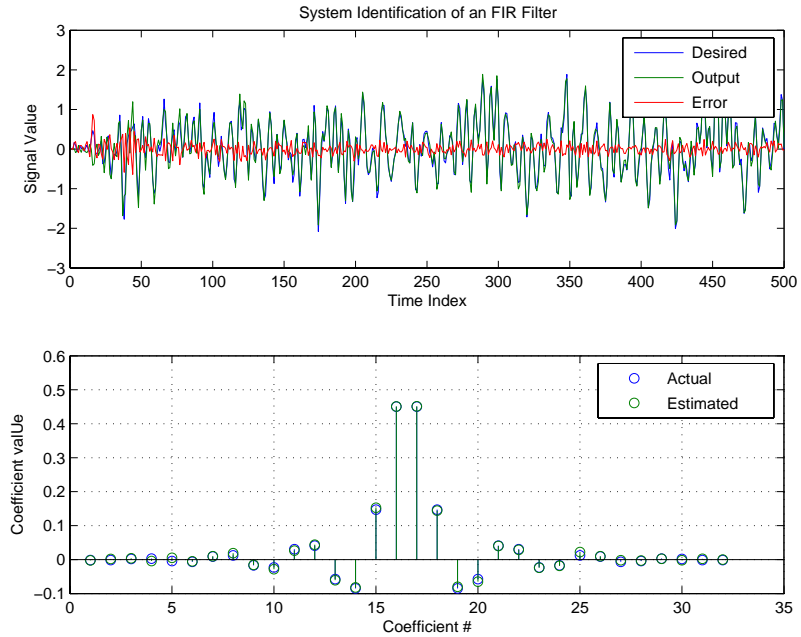 System Identification of an FIR Filter
3
2
1
0
−1
−2
−3
Signal Value
Desired
Output
Error
0 50 100 150 200 250 300 350 400 450 500
Time Index
0.6
0.5
0.4
0.3
0.2
0.1
0
−0.1
Coefficient valUe
Actual
Estimated
0 5 10 15 20 25 30 35
Coefficient #